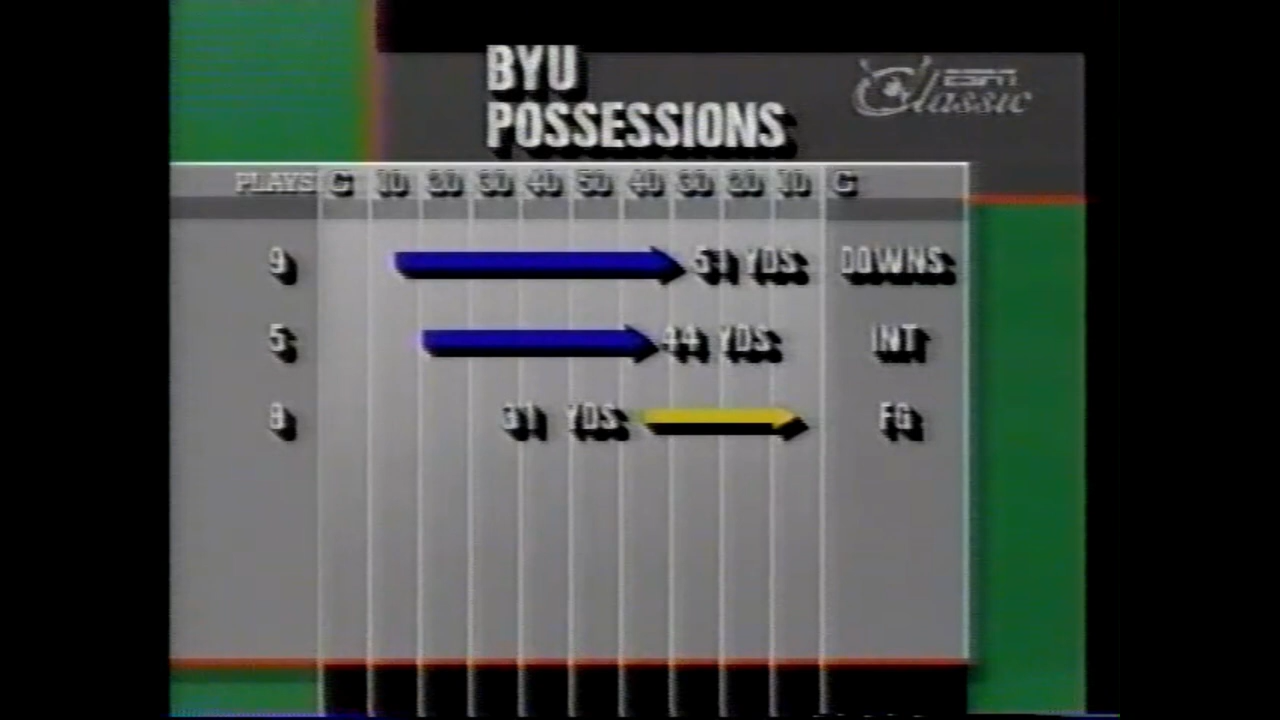 BYU
POSSESSIONS
ESPN
Classic
PLAYS G 10 20 30 40 50 40 30 20 10 G
9 51 YDS. DOWNS.
5 44 YDS. INT
31 YDS. FG